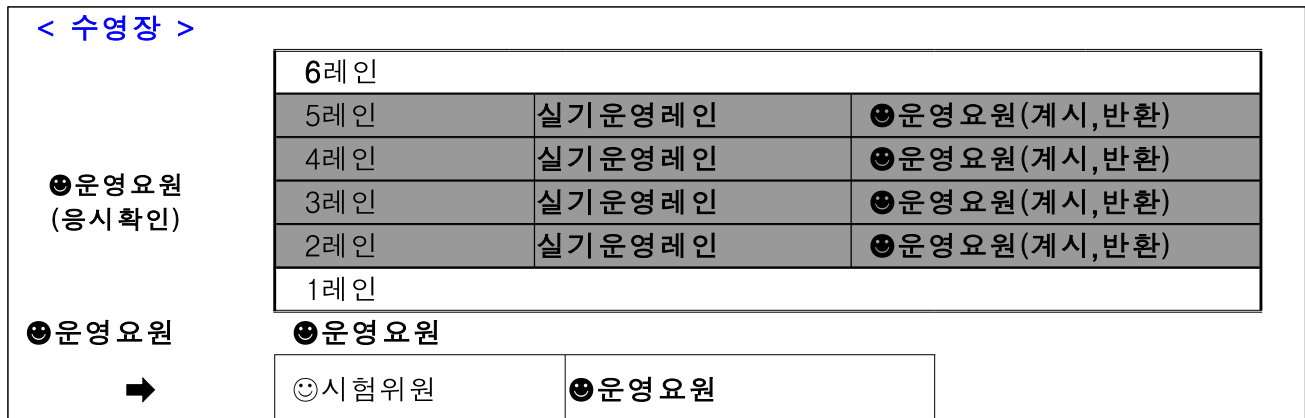 < 수영장 >
6레인
5레인 실기운영레인 ☻운영요원(계시,반환)
4레인 실기운영레인 ☻운영요원(계시,반환)
☻운영요원
(응시확인)
3레인 실기운영레인 ☻운영요원(계시,반환)
2레인 실기운영레인 ☻운영요원(계시,반환)
1레인
☻운영요원 ☻운영요원
➡ ☺시험위원 ☻운영요원